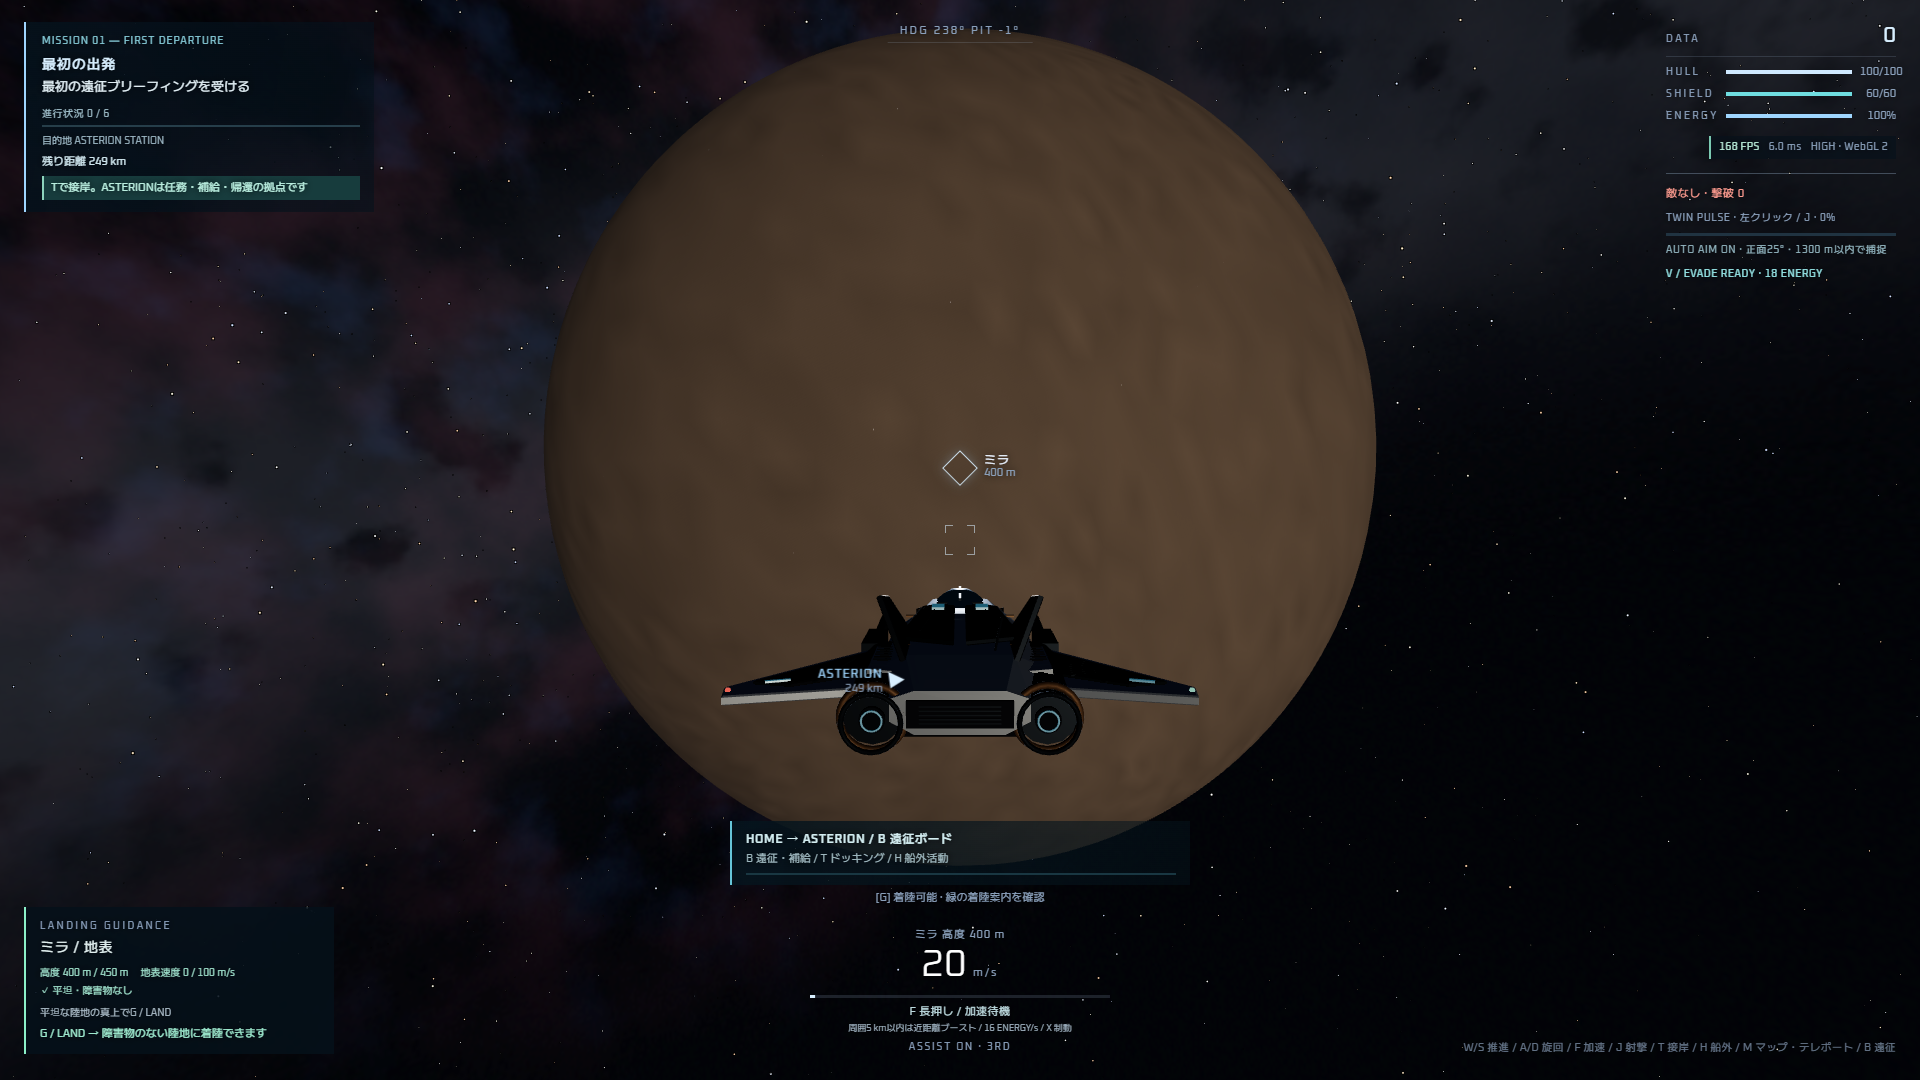 MISSION 01 — FIRST DEPARTURE
最初の出発
最初の遠征ブリーフィングを受ける
進行状況 0 / 6
目的地 ASTERION STATION
残り距離 249 km
Tで接岸。ASTERIONは任務・補給・帰還の拠点です
HDG 238° PIT -1°
DATA 0
HULL 100/100
SHIELD 60/60
ENERGY 100%
168 FPS 6.0 ms HIGH · WebGL 2
敵なし · 撃破 0
TWIN PULSE · 左クリック / J · 0%
AUTO AIM ON · 正面25° · 1300 m以内で捕捉
V / EVADE READY · 18 ENERGY
ミラ
400 m
ASTERION
249 km
HOME → ASTERION / B 遠征ボード
B 遠征・補給 / T ドッキング / H 船外活動
[G] 着陸可能 · 緑の着陸案内を確認
ミラ 高度 400 m
20 m/s
F 長押し / 加速待機
周囲5 km以内は近距離ブースト / 16 ENERGY/s / X 制動
ASSIST ON · 3RD
LANDING GUIDANCE
ミラ / 地表
高度 400 m / 450 m 地表速度 0 / 100 m/s
✓ 平坦・障害物なし
平坦な陸地の真上でG / LAND
G / LAND → 障害物のない陸地に着陸できます
W/S 推進 / A/D 旋回 / F 加速 / J 射撃 / T 接岸 / H 船外 / M マップ・テレポート / B 遠征